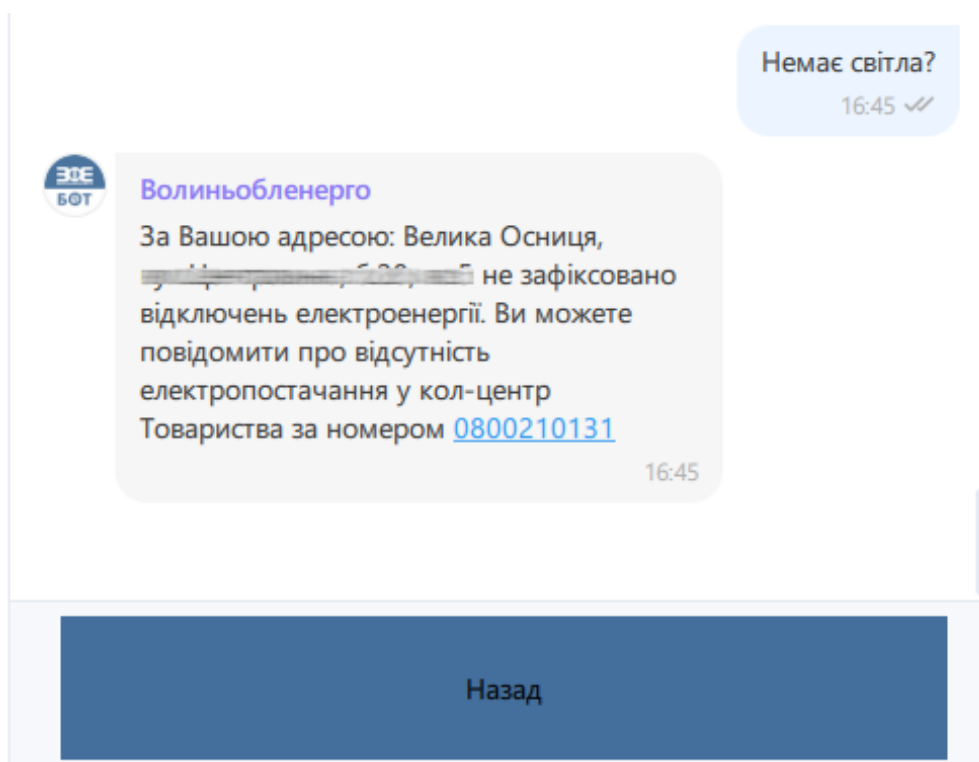 Немає світла?
16:45
ЗОЕ
БОТ
Волиньобленерго
За Вашою адресою: Велика Осниця,
не зафіксовано
відключень електроенергії. Ви можете
повідомити про відсутність
електропостачання у кол-центр
Товариства за номером 0800210131
16:45
Назад